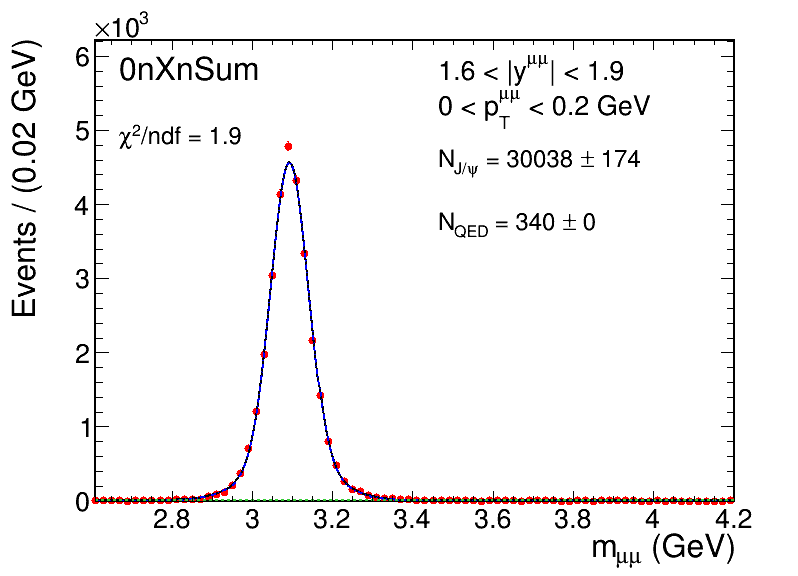 ×10³
0nXnSum
1.6 < |y^μμ| < 1.9
0 < p_T^μμ < 0.2 GeV
χ²/ndf = 1.9
N_J/ψ = 30038 ± 174
N_QED = 340 ± 0
Events / (0.02 GeV)
6
5
4
3
2
1
0
2.8 3 3.2 3.4 3.6 3.8 4 4.2
m_μμ (GeV)